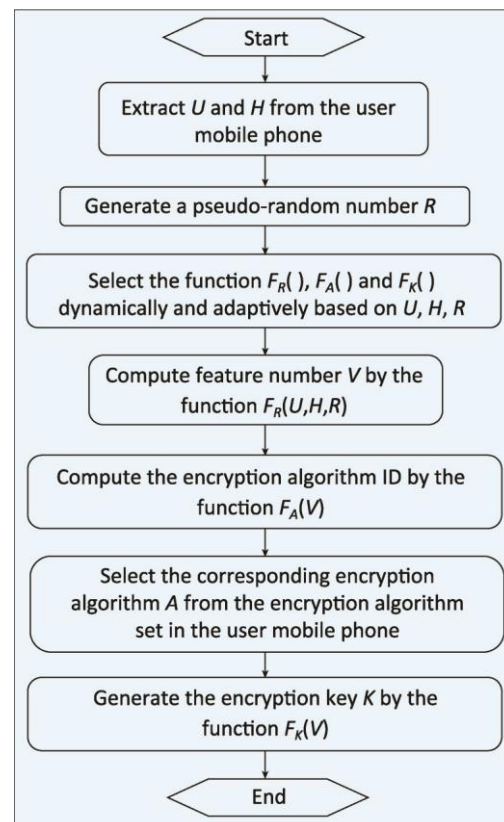 Start
Extract U and H from the user
mobile phone
Generate a pseudo-random number R
Select the function F_R( ), F_A( ) and F_K( )
dynamically and adaptively based on U, H, R
Compute feature number V by the
function F_R(U,H,R)
Compute the encryption algorithm ID by the
function F_A(V)
Select the corresponding encryption
algorithm A from the encryption algorithm
set in the user mobile phone
Generate the encryption key K by the
function F_K(V)
End